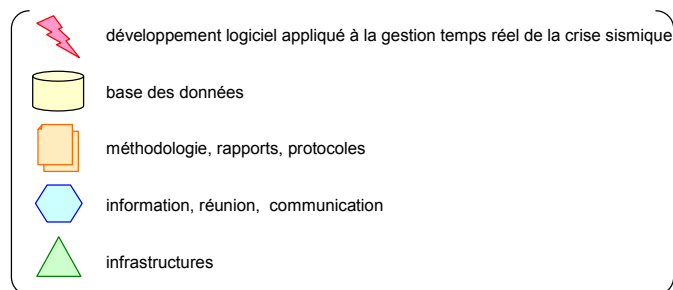 développement logiciel appliqué à la gestion temps réel de la crise sismique
base des données
méthodologie, rapports, protocoles
information, réunion, communication
infrastructures